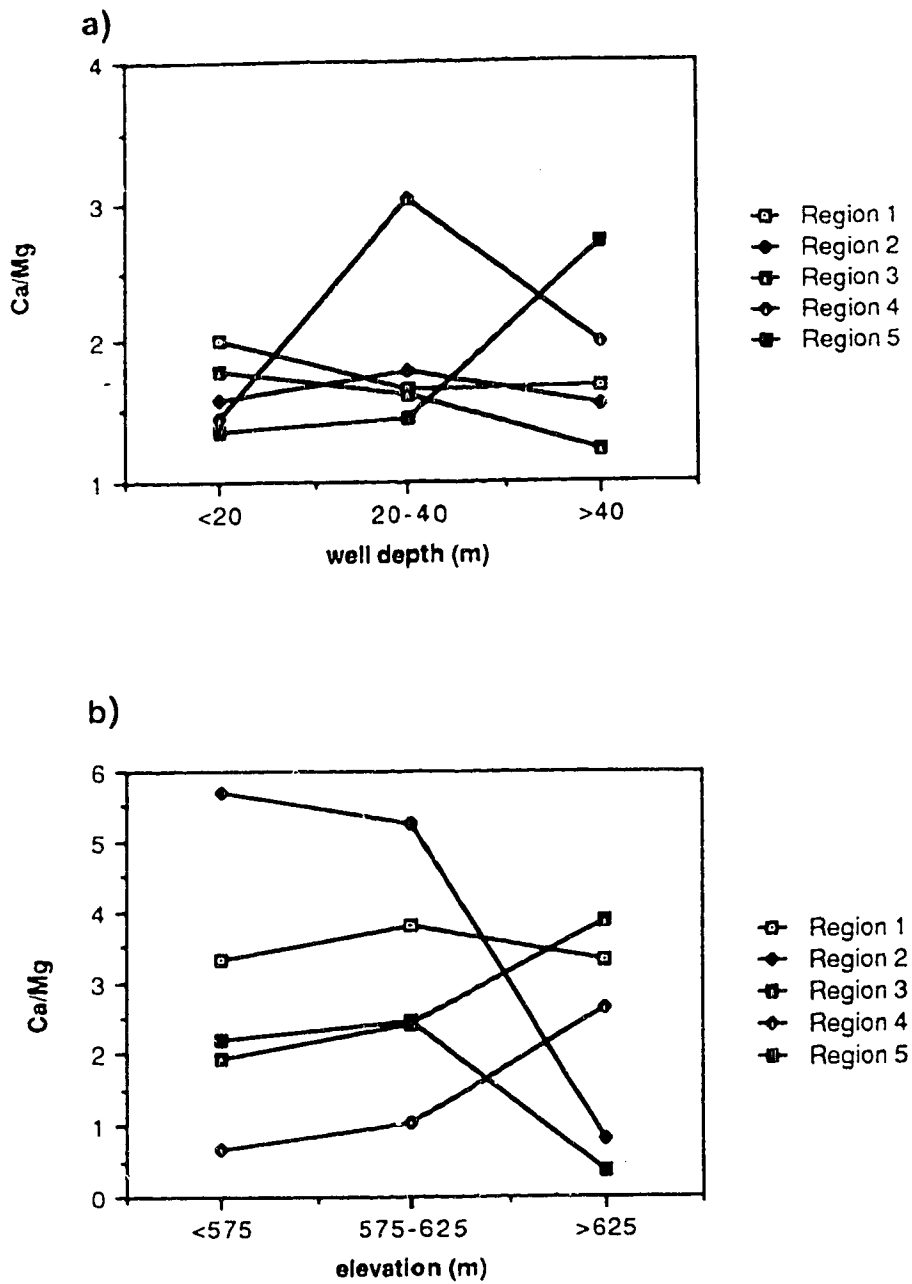 a)
4
3
2
1
Ca/Mg
<20 20-40 >40
well depth (m)
Region 1
Region 2
Region 3
Region 4
Region 5
b)
6
5
4
3
2
1
0
Ca/Mg
<575 575-625 >625
elevation (m)
Region 1
Region 2
Region 3
Region 4
Region 5